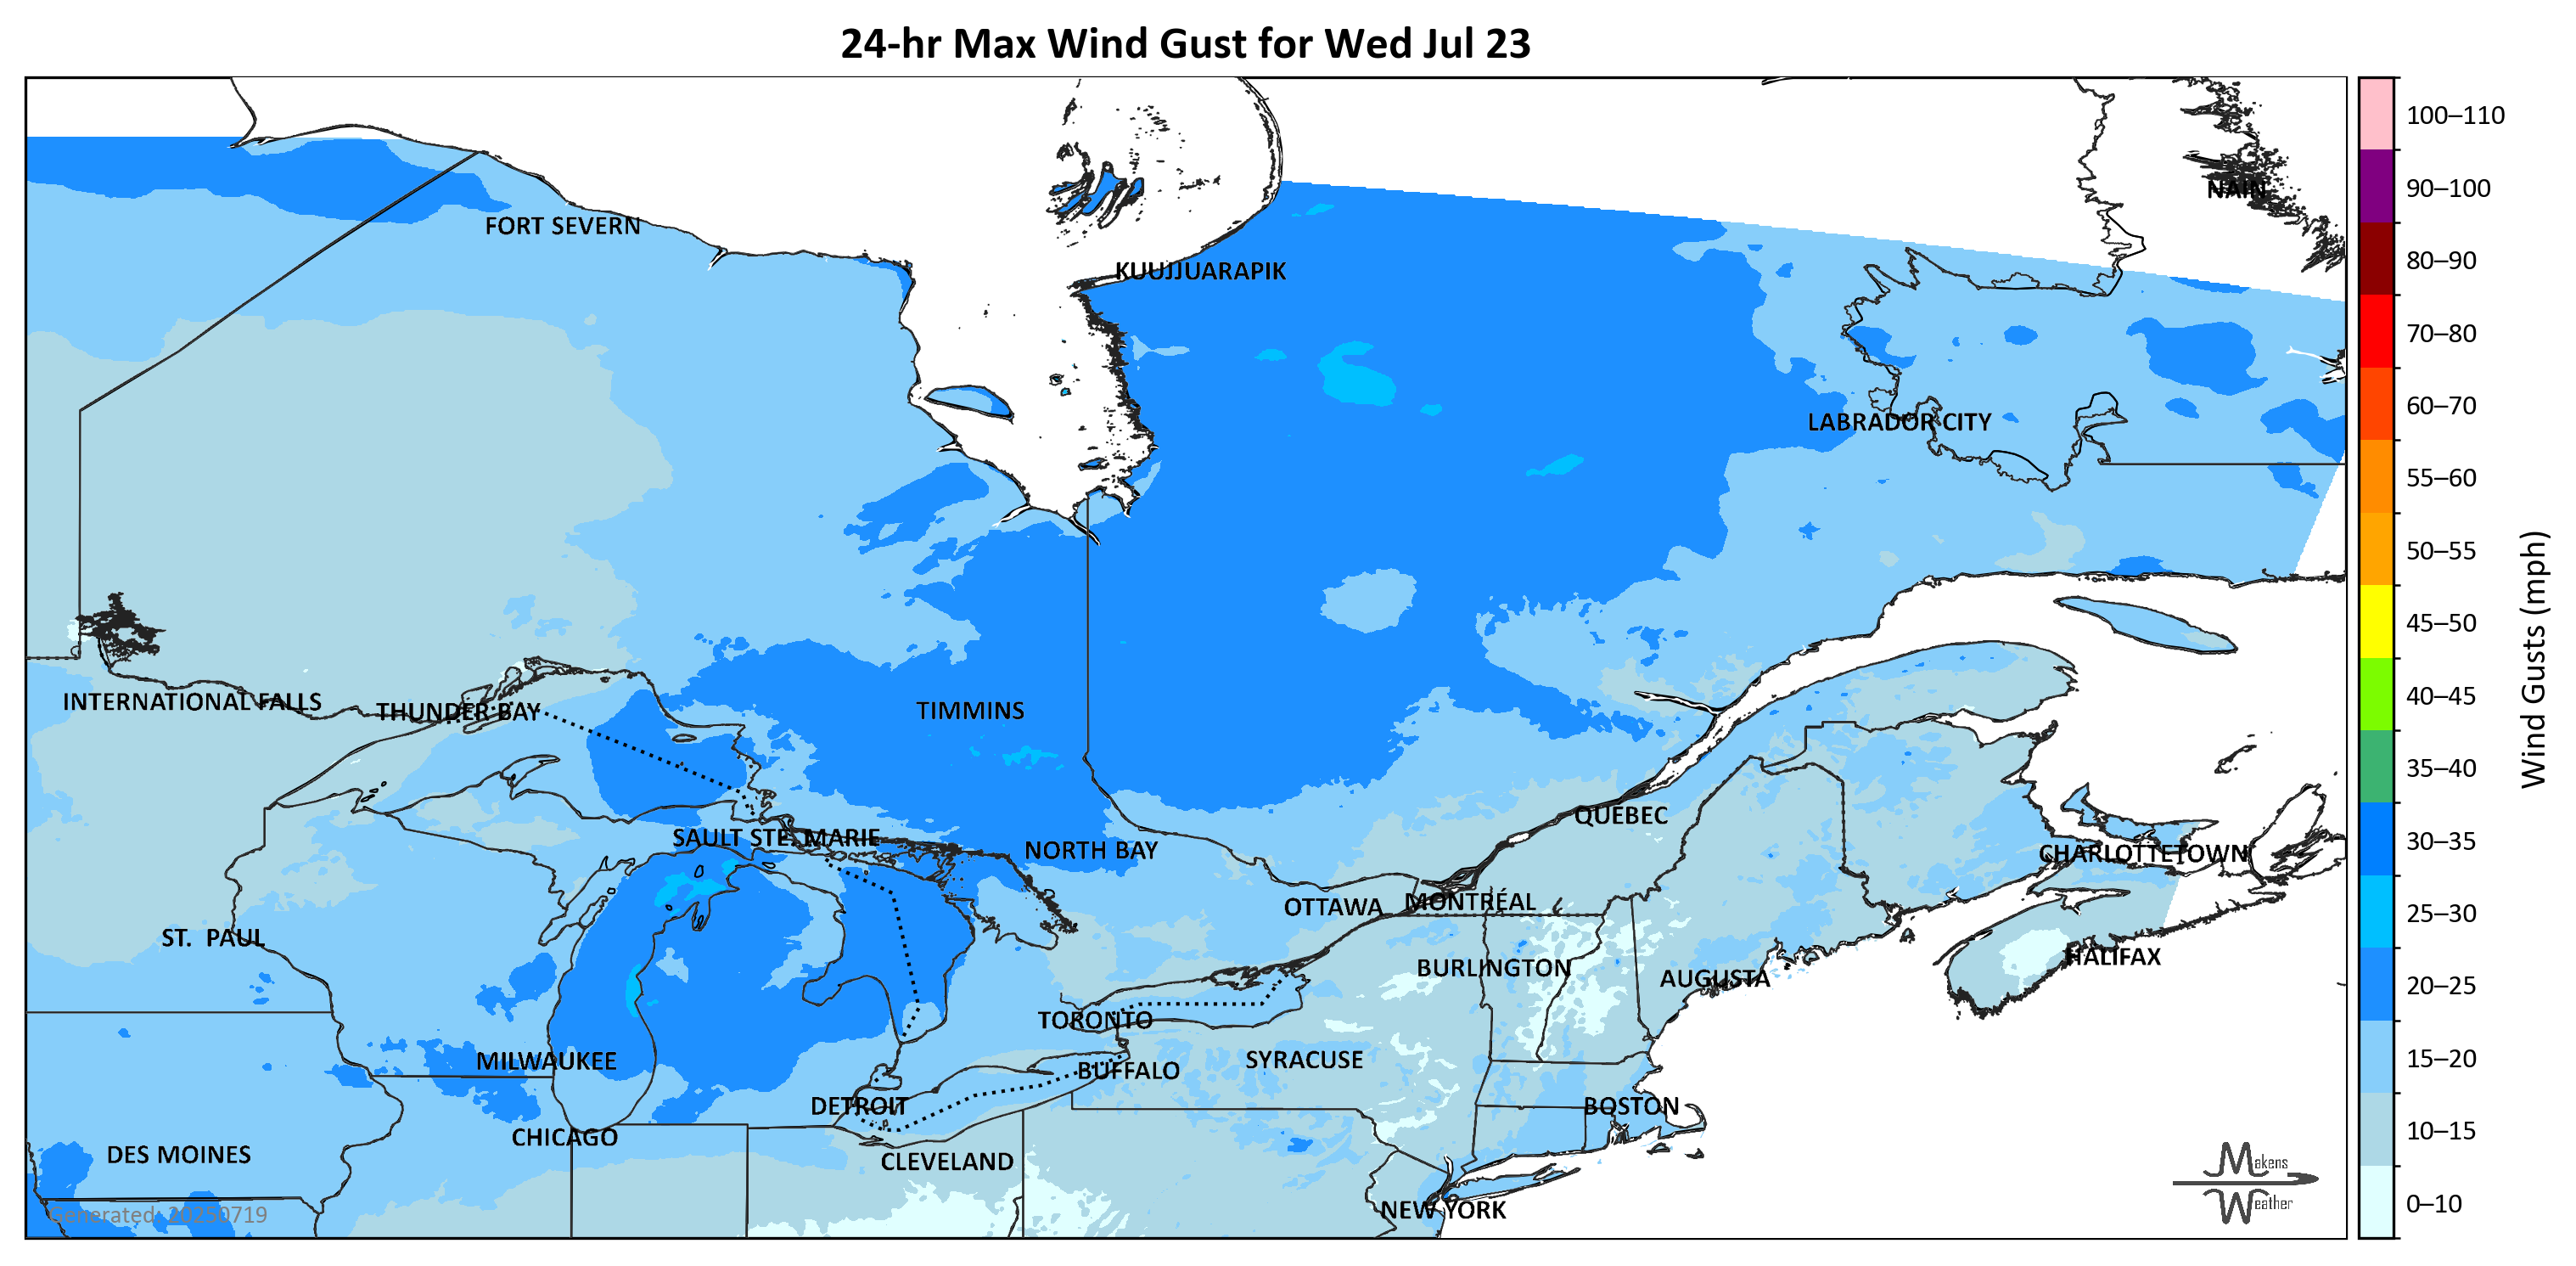 24-hr Max Wind Gust for Wed Jul 23
100–110
90–100
NAIN
FORT SEVERN
80–90
KUUJJUARAPIK
70–80
60–70
LABRADOR CITY
55–60
50–55
45–50
Wind Gusts (mph)
INTERNATIONAL FALLS
THUNDER BAY
TIMMINS
40–45
35–40
QUEBEC
SAULT STE. MARIE
NORTH BAY
CHARLOTTETOWN
30–35
OTTAWA
MONTRÉAL
25–30
ST. PAUL
BURLINGTON
AUGUSTA
HALIFAX
20–25
TORONTO
MILWAUKEE
BUFFALO
SYRACUSE
15–20
DETROIT
BOSTON
CHICAGO
10–15
DES MOINES
CLEVELAND
Makens
Weather
Generated: 20250719
NEW YORK
0–10